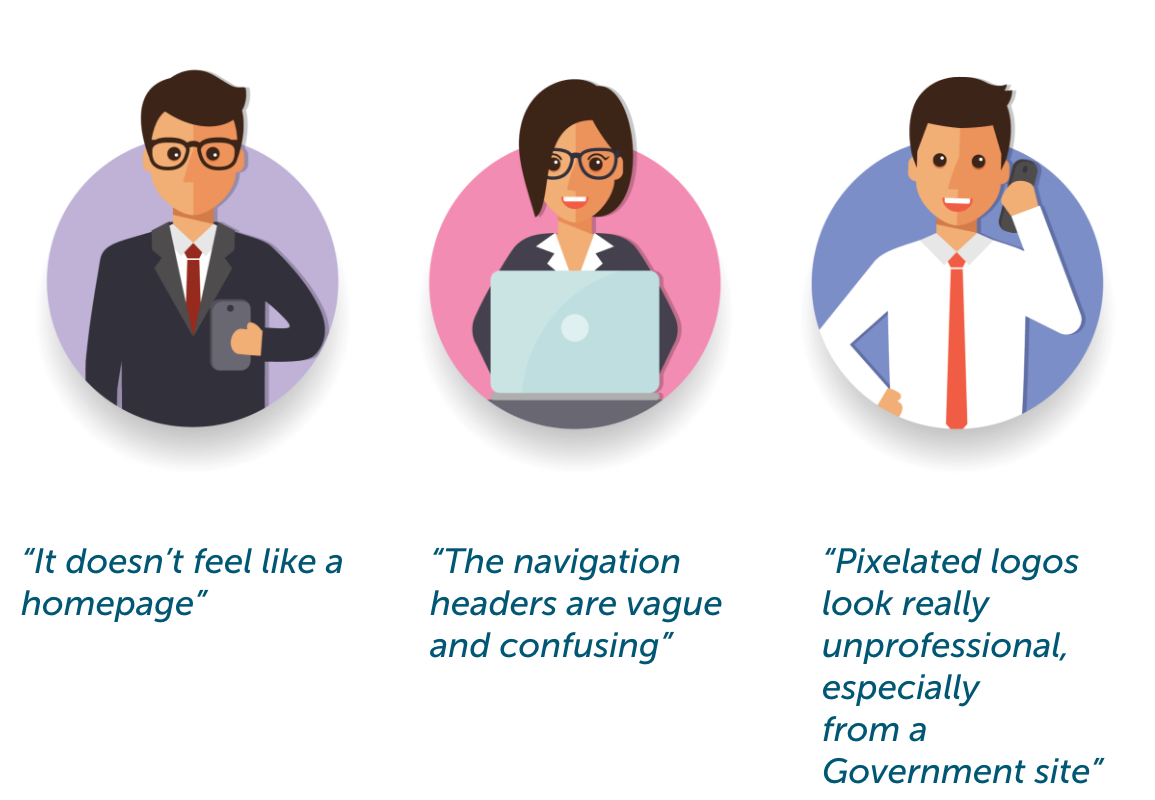 “It doesn’t feel like a
homepage”
“The navigation
headers are vague
and confusing”
“Pixelated logos
look really
unprofessional,
especially
from a
Government site”